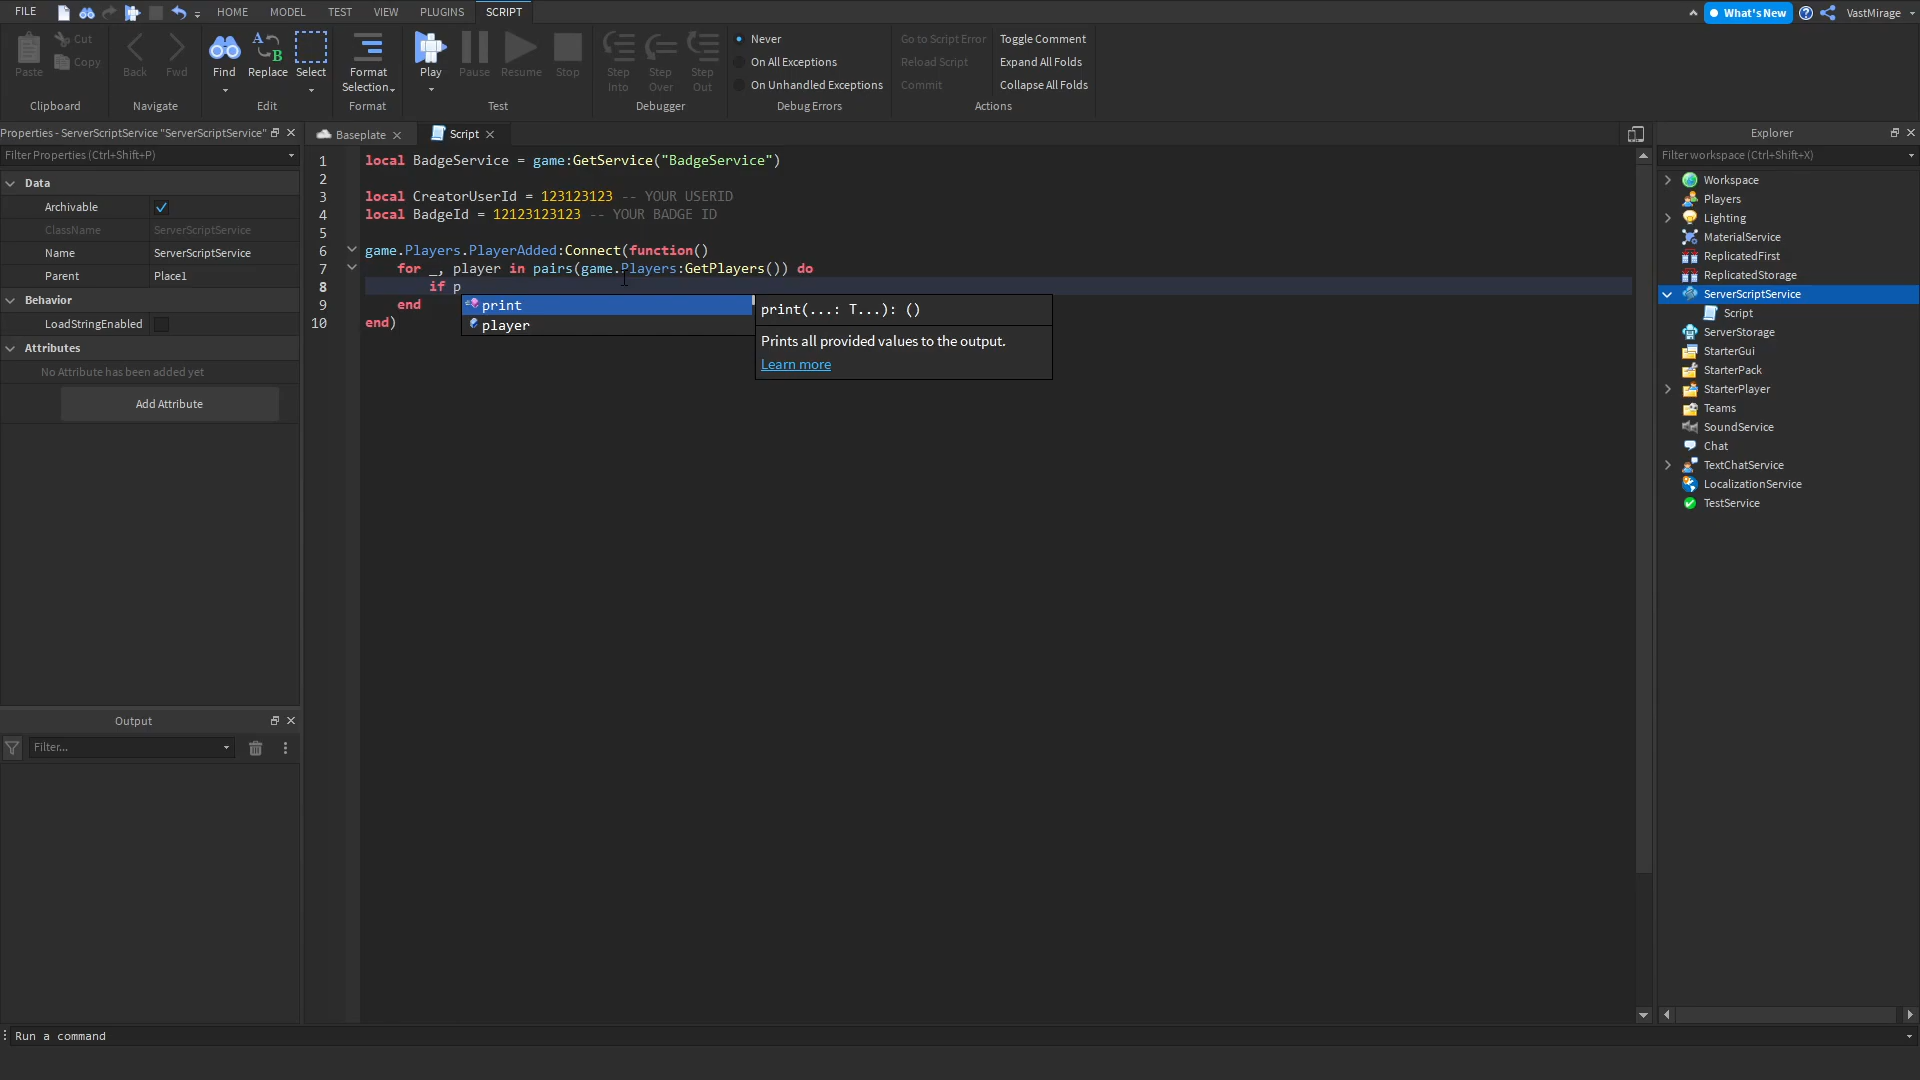 FILE HOME MODEL TEST VIEW PLUGINS SCRIPT What's New VastMirage
Paste Cut Copy Back Fwd Find Replace Select Format Selection Play Pause Resume Stop Step Into Step Over Step Out
Never
On All Exceptions
On Unhandled Exceptions
Go to Script Error
Reload Script
Commit
Toggle Comment
Expand All Folds
Collapse All Folds
Clipboard Navigate Edit Format Test Debugger Debug Errors Actions
Properties - ServerScriptService "ServerScriptService"
Filter Properties (Ctrl+Shift+P)
Data
Archivable
ClassName ServerScriptService
Name ServerScriptService
Parent Place1
Behavior
LoadStringEnabled
Attributes
No Attribute has been added yet
Add Attribute
Output
Filter...
Baseplate Script
1 local BadgeService = game:GetService("BadgeService")
2
3 local CreatorUserId = 123123123 -- YOUR USERID
4 local BadgeId = 12123123123 -- YOUR BADGE ID
5
6 game.Players.PlayerAdded:Connect(function()
7 for _, player in pairs(game.Players:GetPlayers()) do
8 if p
9 end
10 end)
print
player
print(...: T...): ()
Prints all provided values to the output.
Learn more
Explorer
Filter workspace (Ctrl+Shift+X)
Workspace
Players
Lighting
MaterialService
ReplicatedFirst
ReplicatedStorage
ServerScriptService
Script
ServerStorage
StarterGui
StarterPack
StarterPlayer
Teams
SoundService
Chat
TextChatService
LocalizationService
TestService
Run a command